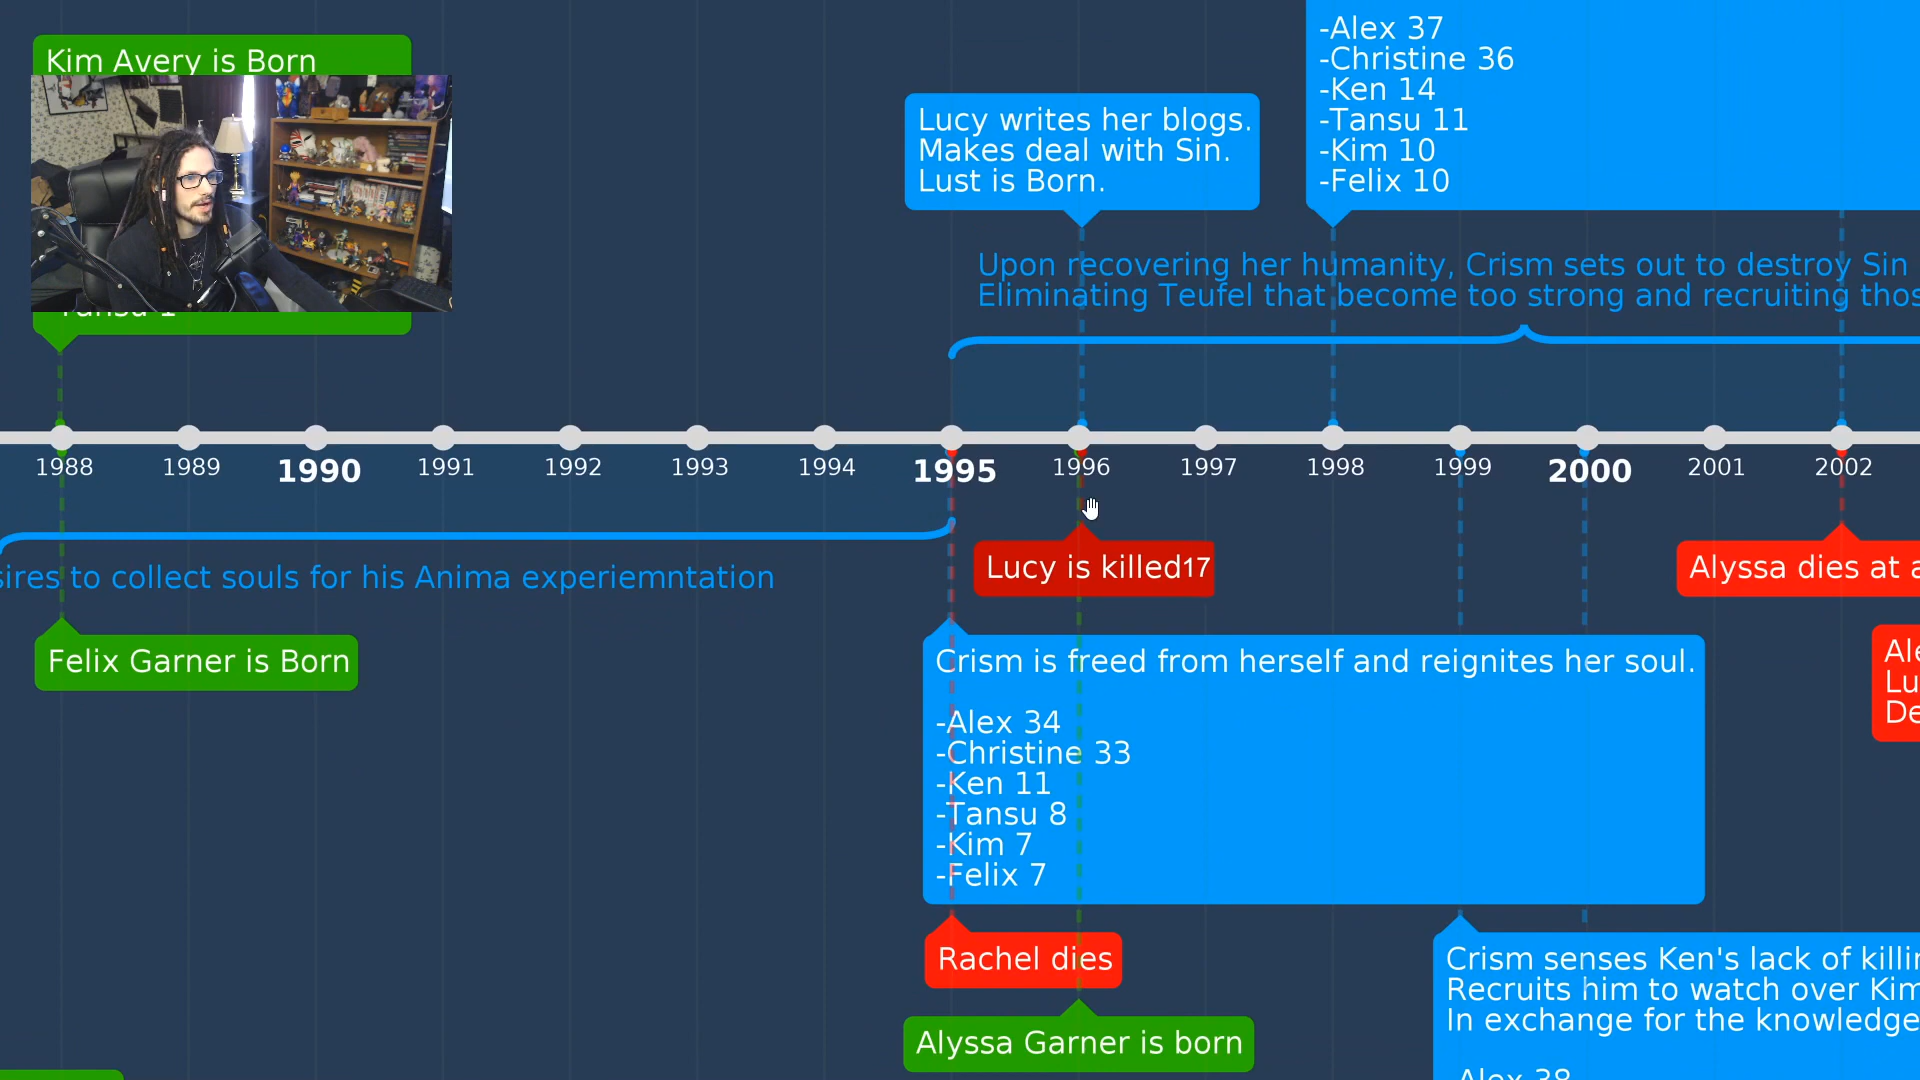 Kim Avery is Born
-Alex 37
-Christine 36
-Ken 14
-Tansu 11
-Kim 10
-Felix 10
Lucy writes her blogs.
Makes deal with Sin.
Lust is Born.
Upon recovering her humanity, Crism sets out to destroy Sin
Eliminating Teufel that become too strong and recruiting thos
1988 1989 1990 1991 1992 1993 1994 1995 1996 1997 1998 1999 2000 2001 2002
sires to collect souls for his Anima experiemntation
Lucy is killed17
Alyssa dies at a
Felix Garner is Born
Crism is freed from herself and reignites her soul.
-Alex 34
-Christine 33
-Ken 11
-Tansu 8
-Kim 7
-Felix 7
Ale
Lu
De
Rachel dies
Alyssa Garner is born
Crism senses Ken's lack of killin
Recruits him to watch over Kim
In exchange for the knowledge